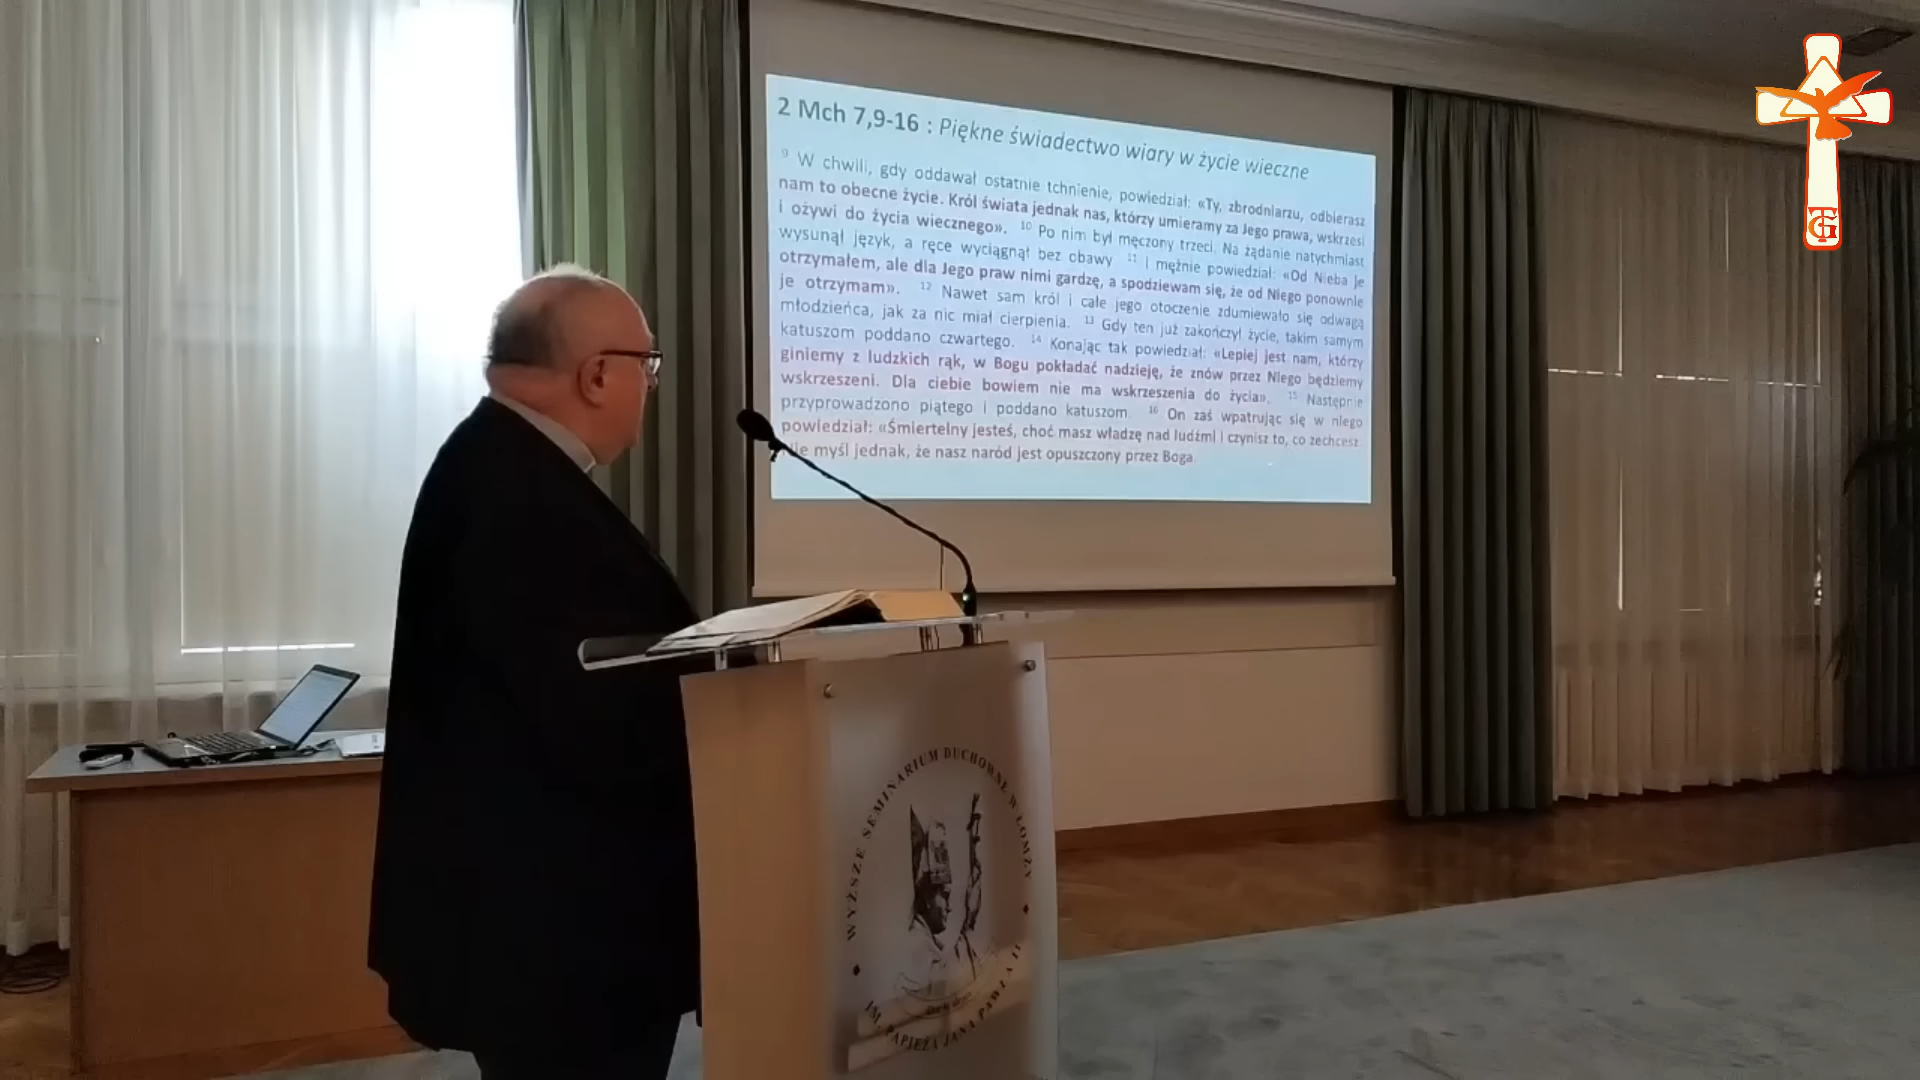 2 Mch 7,9-16 : Piękne świadectwo wiary w życie wieczne
9 W chwili, gdy oddawał ostatnie tchnienie, powiedział: «Ty, zbrodniarzu, odbierasz
nam to obecne życie. Król świata jednak nas, którzy umieramy za Jego prawa, wskrzesi
i ożywi do życia wiecznego». 10 Po nim był męczony trzeci. Na żądanie natychmiast
wysunął język, a ręce wyciągnął bez obawy 11 i mężnie powiedział: «Od Nieba je
otrzymałem, ale dla Jego praw nimi gardzę, a spodziewam się, że od Niego ponownie
je otrzymam». 12 Nawet sam król i całe jego otoczenie zdumiewało się odwagą
młodzieńca, jak za nic miał cierpienia. 13 Gdy ten już zakończył życie, takim samym
katuszom poddano czwartego. 14 Konając tak powiedział: «Lepiej jest nam, którzy
giniemy z ludzkich rąk, w Bogu pokładać nadzieję, że znów przez Niego będziemy
wskrzeszeni. Dla ciebie bowiem nie ma wskrzeszenia do życia». 15 Następnie
przyprowadzono piątego i poddano katuszom. 16 On zaś wpatrując się w niego
powiedział: «Śmiertelny jesteś, choć masz władzę nad ludźmi i czynisz to, co zechcesz.
Nie myśl jednak, że nasz naród jest opuszczony przez Boga.
WYŻSZE SEMINARIUM DUCHOWNE W ŁOMŻY
IM. PAPIEŻA JANA PAWŁA II